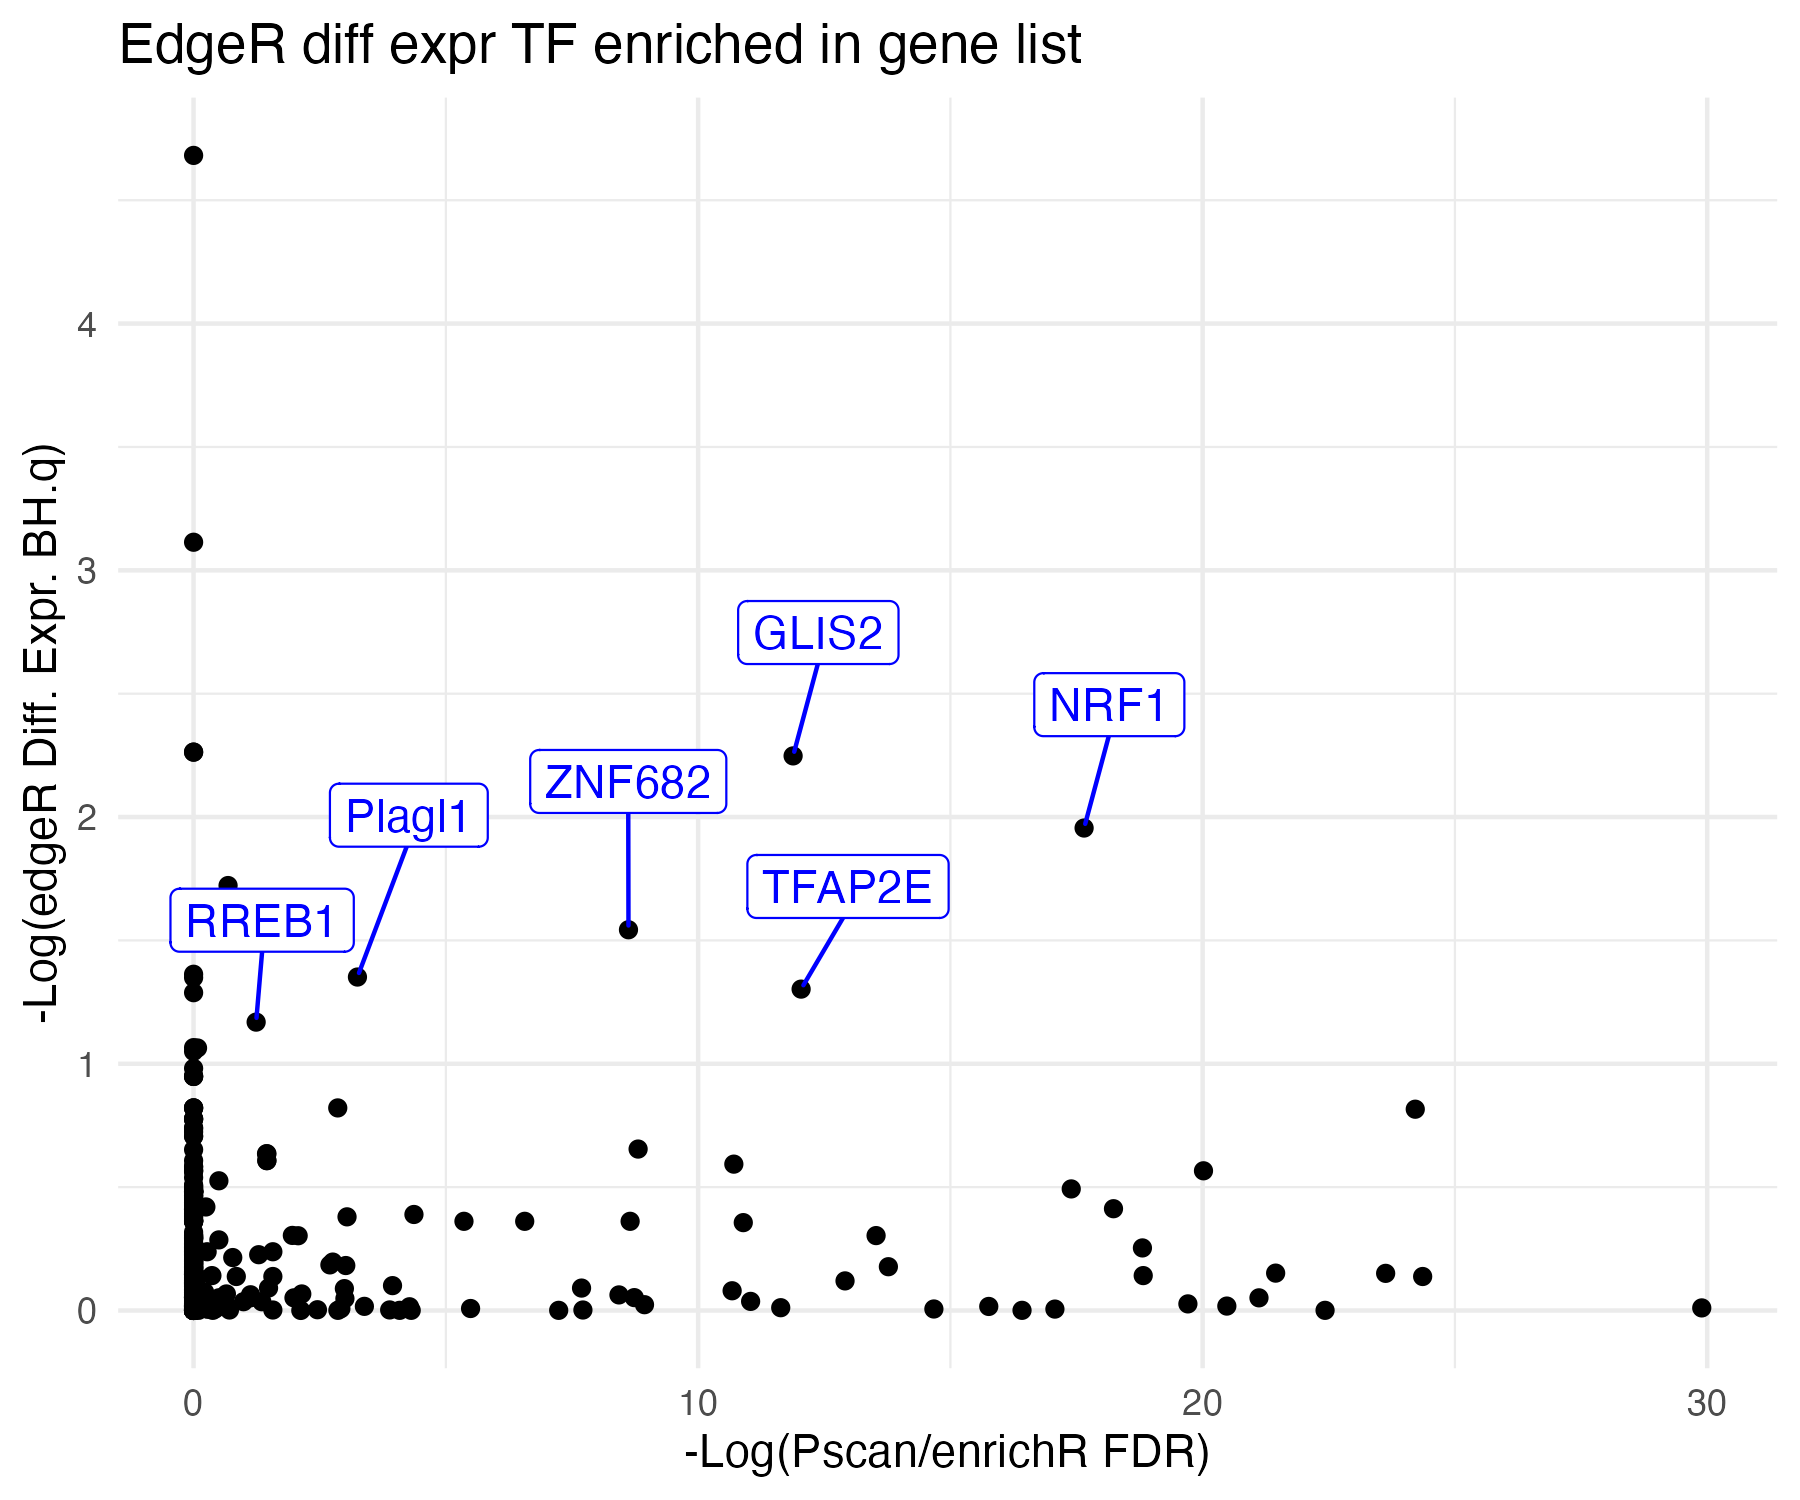 EdgeR diff expr TF enriched in gene list
-Log(edgeR Diff. Expr. BH.q)
4
3
2
1
0
GLIS2
NRF1
ZNF682
Plagl1
TFAP2E
RREB1
0 10 20 30
-Log(Pscan/enrichR FDR)